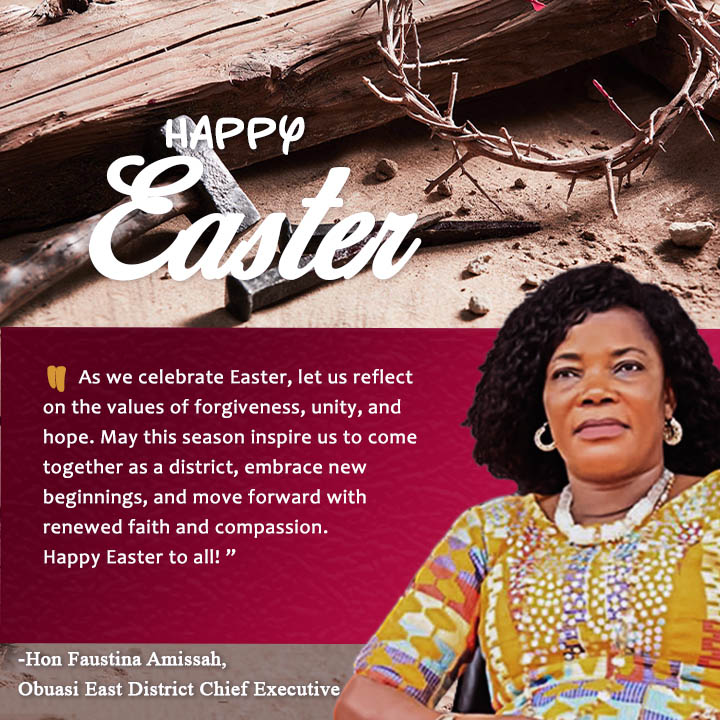 HAPPY
Easter
" As we celebrate Easter, let us reflect
on the values of forgiveness, unity, and
hope. May this season inspire us to come
together as a district, embrace new
beginnings, and move forward with
renewed faith and compassion.
Happy Easter to all! ”
-Hon Faustina Amissah,
Obuasi East District Chief Executive